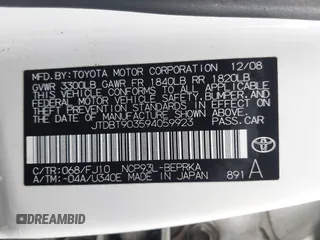 MFD. BY: TOYOTA MOTOR CORPORATION 12/08
GVWR 3300LB GAWR FR 1840LB RR 1820LB
THIS VEHICLE CONFORMS TO ALL APPLICABLE
FEDERAL MOTOR VEHICLE SAFETY, BUMPER, AND
THEFT PREVENTION STANDARDS IN EFFECT ON
THE DATE OF MANUFACTURE SHOWN ABOVE.
JTDBT903594059923 PASS.CAR
C/TR: 068/FJ10 NCP93L-BEPRKA
A/TM: -04A/U340E MADE IN JAPAN 891 A
TOYOTA
© DREAMBID